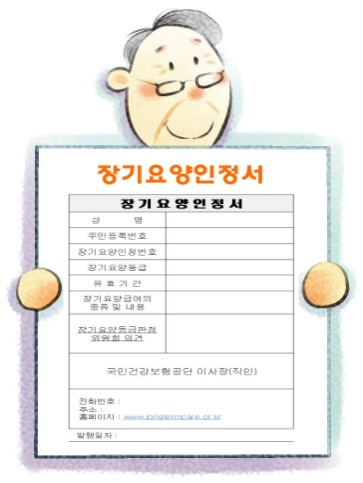 장기요양인정서
장기요양인정서
성 명
주민등록번호
장기요양인정번호
장기요양등급
유 효 기 간
장기요양급여의
종류 및 내용
장기요양등급판정
위원회 의견
국민건강보험공단 이사장(직인)
전화번호 :
주소 :
홈페이지 : www.longtermcare.or.kr
발행일자 :